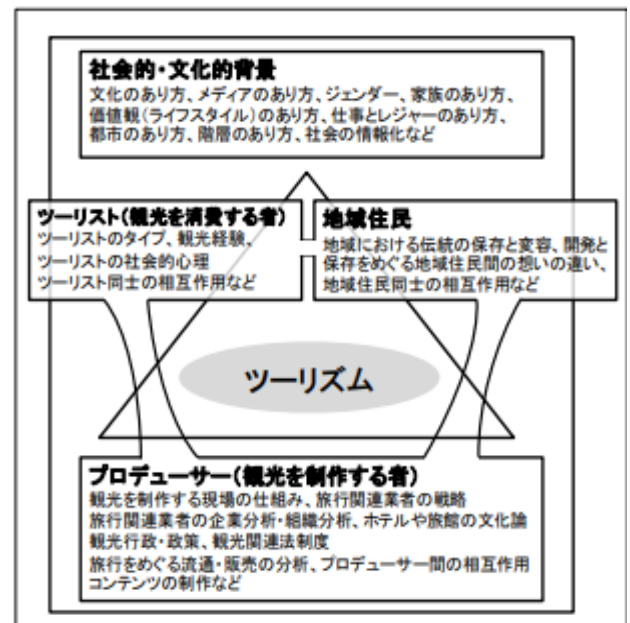 社会的・文化的背景
文化のあり方、メディアのあり方、ジェンダー、家族のあり方、
価値観(ライフスタイル)のあり方、仕事とレジャーのあり方、
都市のあり方、階層のあり方、社会の情報化など
ツーリスト(観光を消費する者)
ツーリストのタイプ、観光経験、
ツーリストの社会的心理
ツーリスト同士の相互作用など
地域住民
地域における伝統の保存と変容、開発と
保存をめぐる地域住民間の想いの違い、
地域住民同士の相互作用など
ツーリズム
プロデューサー(観光を制作する者)
観光を制作する現場の仕組み、旅行関連業者の戦略
旅行関連業者の企業分析・組織分析、ホテルや旅館の文化論
観光行政・政策、観光関連法制度
旅行をめぐる流通・販売の分析、プロデューサー間の相互作用
コンテンツの制作など